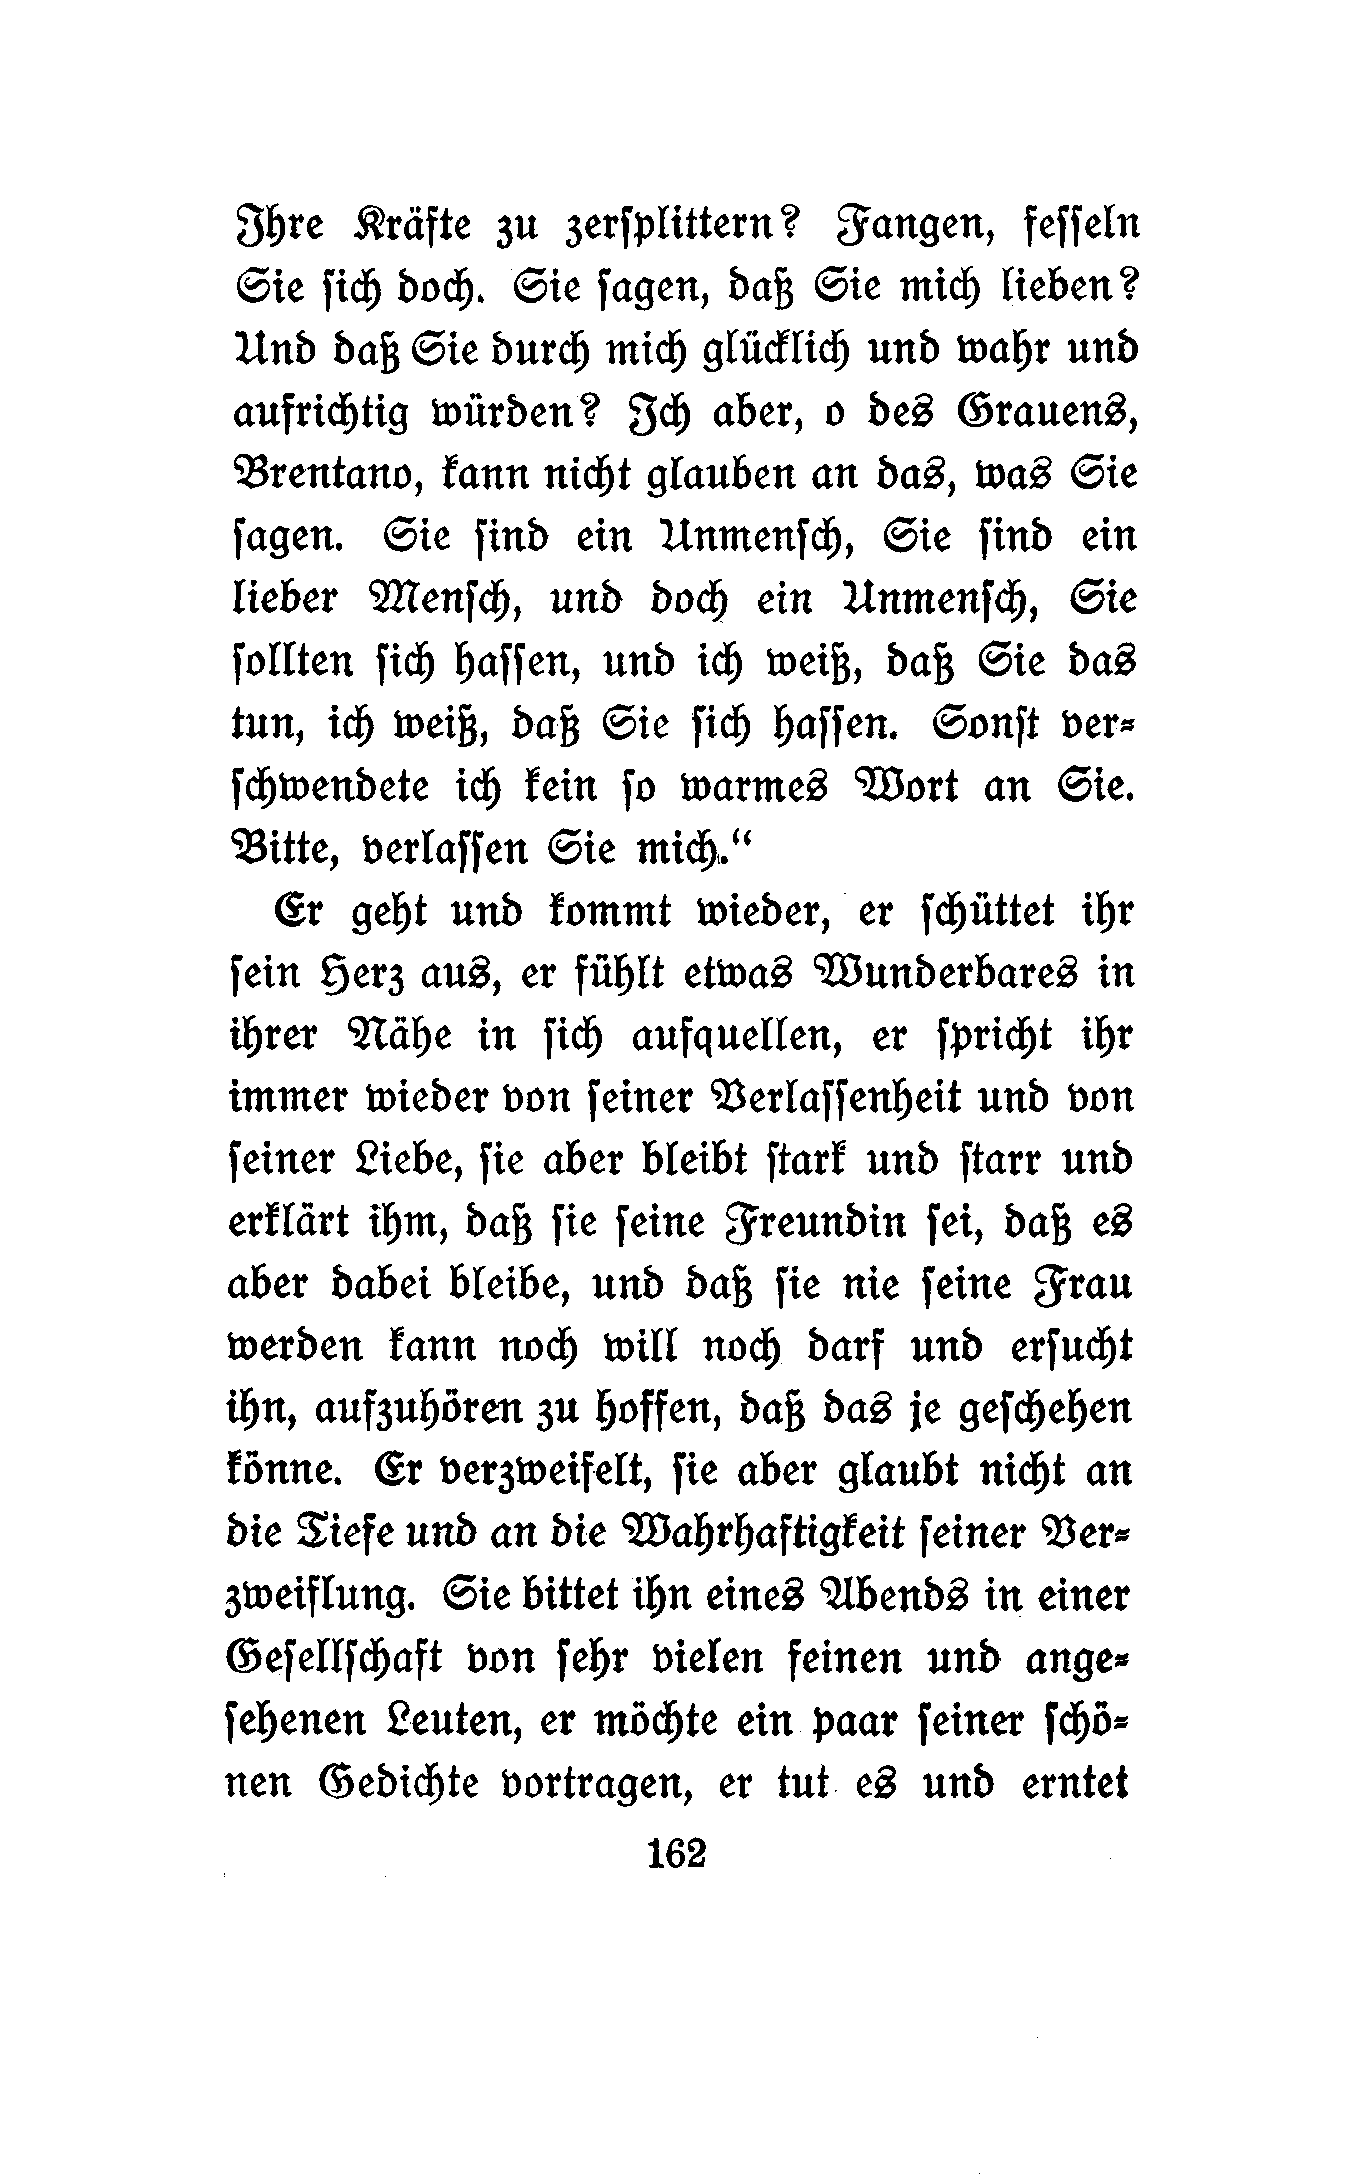 Ihre Kräfte zu zersplittern? Fangen, fesseln
Sie sich doch. Sie sagen, daß Sie mich lieben?
Und daß Sie durch mich glücklich und wahr und
aufrichtig würden? Ich aber, o des Grauens,
Brentano, kann nicht glauben an das, was Sie
sagen. Sie sind ein Unmensch, Sie sind ein
lieber Mensch, und doch ein Unmensch, Sie
sollten sich hassen, und ich weiß, daß Sie das
tun, ich weiß, daß Sie sich hassen. Sonst ver-
schwendete ich kein so warmes Wort an Sie.
Bitte, verlassen Sie mich.“
Er geht und kommt wieder, er schüttet ihr
sein Herz aus, er fühlt etwas Wunderbares in
ihrer Nähe in sich aufquellen, er spricht ihr
immer wieder von seiner Verlassenheit und von
seiner Liebe, sie aber bleibt stark und starr und
erklärt ihm, daß sie seine Freundin sei, daß es
aber dabei bleibe, und daß sie nie seine Frau
werden kann noch will noch darf und ersucht
ihn, aufzuhören zu hoffen, daß das je geschehen
könne. Er verzweifelt, sie aber glaubt nicht an
die Tiefe und an die Wahrhaftigkeit seiner Ver-
zweiflung. Sie bittet ihn eines Abends in einer
Gesellschaft von sehr vielen feinen und ange-
sehenen Leuten, er möchte ein paar seiner schö-
nen Gedichte vortragen, er tut es und erntet
162